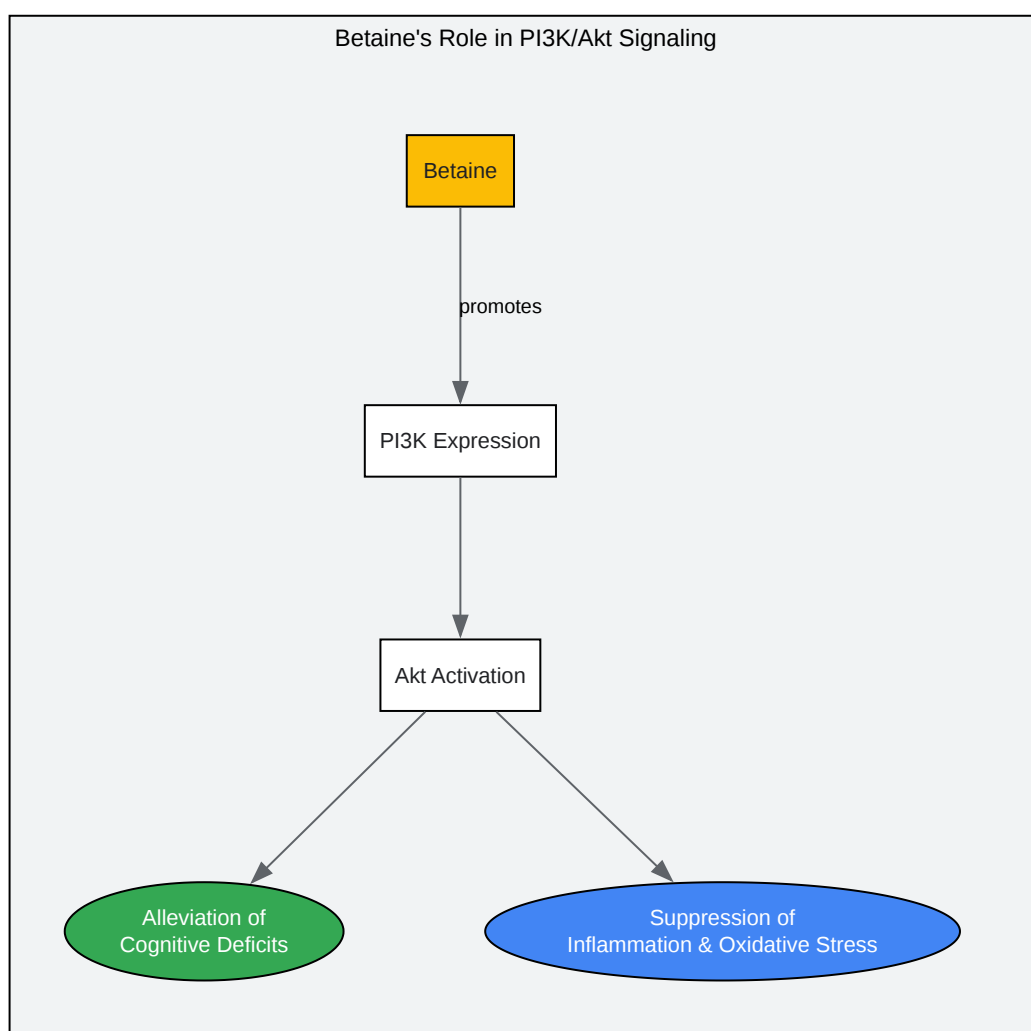 Betaine's Role in PI3K/Akt Signaling
Betaine
promotes
PI3K Expression
Akt Activation
Alleviation of
Cognitive Deficits
Suppression of
Inflammation & Oxidative Stress